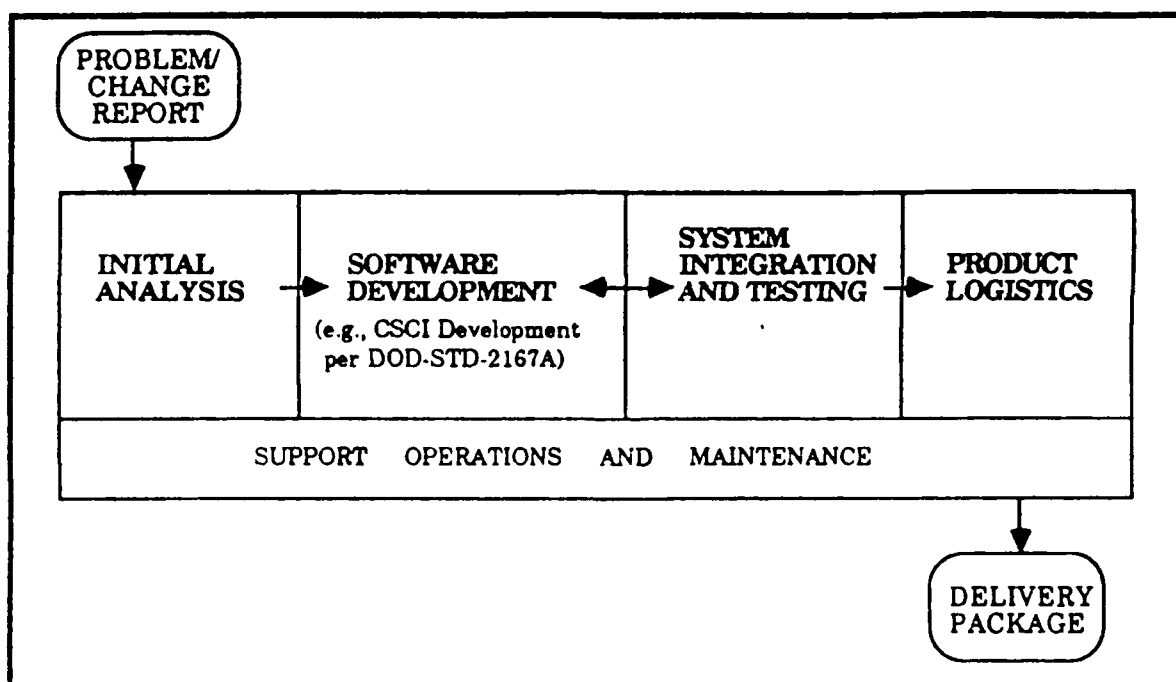 PROBLEM/
CHANGE
REPORT
INITIAL
ANALYSIS
SOFTWARE
DEVELOPMENT
(e.g., CSCI Development
per DOD-STD-2167A)
SYSTEM
INTEGRATION
AND TESTING
PRODUCT
LOGISTICS
SUPPORT OPERATIONS AND MAINTENANCE
DELIVERY
PACKAGE